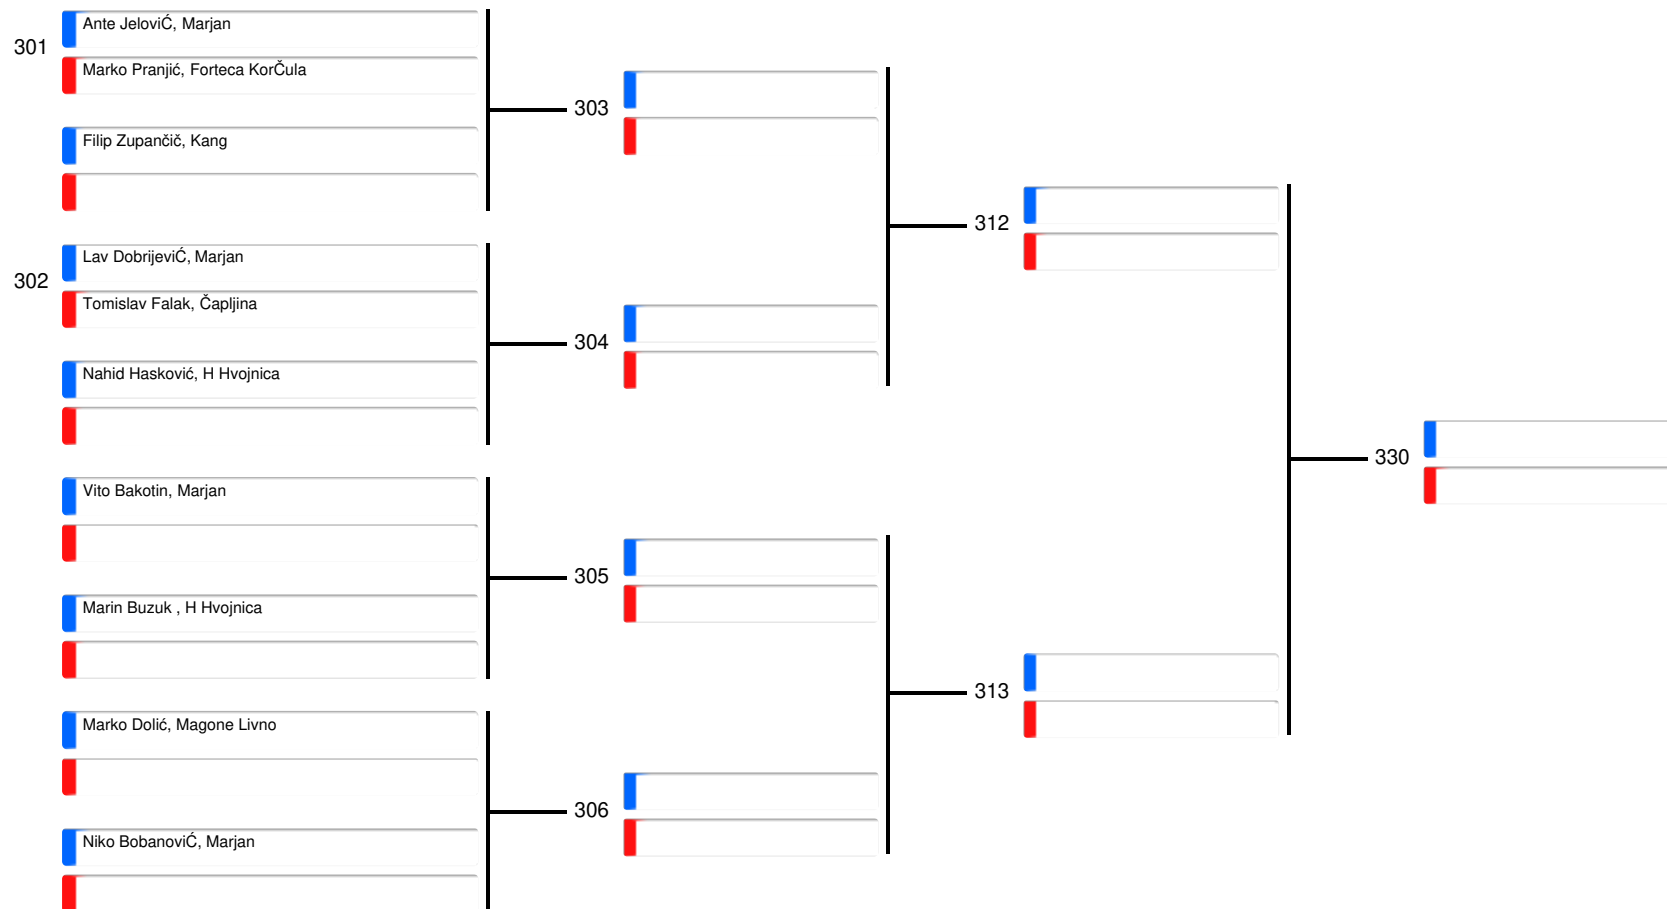 301
Ante JeloviĆ, Marjan
Marko Pranjić, Forteca KorČula
303
Filip Zupančič, Kang
312
302
Lav DobrijeviĆ, Marjan
Tomislav Falak, Čapljina
304
Nahid Hasković, H Hvojnica
330
Vito Bakotin, Marjan
305
Marin Buzuk , H Hvojnica
313
Marko Dolić, Magone Livno
306
Niko BobanoviĆ, Marjan